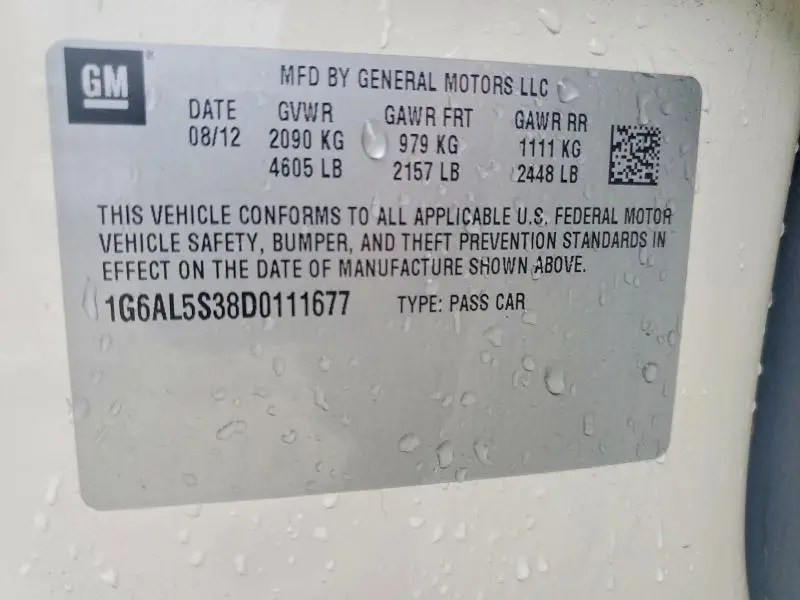 GM
MFD BY GENERAL MOTORS LLC
DATE GVWR GAWR FRT GAWR RR
08/12 2090 KG 979 KG 1111 KG
4605 LB 2157 LB 2448 LB
THIS VEHICLE CONFORMS TO ALL APPLICABLE U.S. FEDERAL MOTOR
VEHICLE SAFETY, BUMPER, AND THEFT PREVENTION STANDARDS IN
EFFECT ON THE DATE OF MANUFACTURE SHOWN ABOVE.
1G6AL5S38D0111677 TYPE: PASS CAR